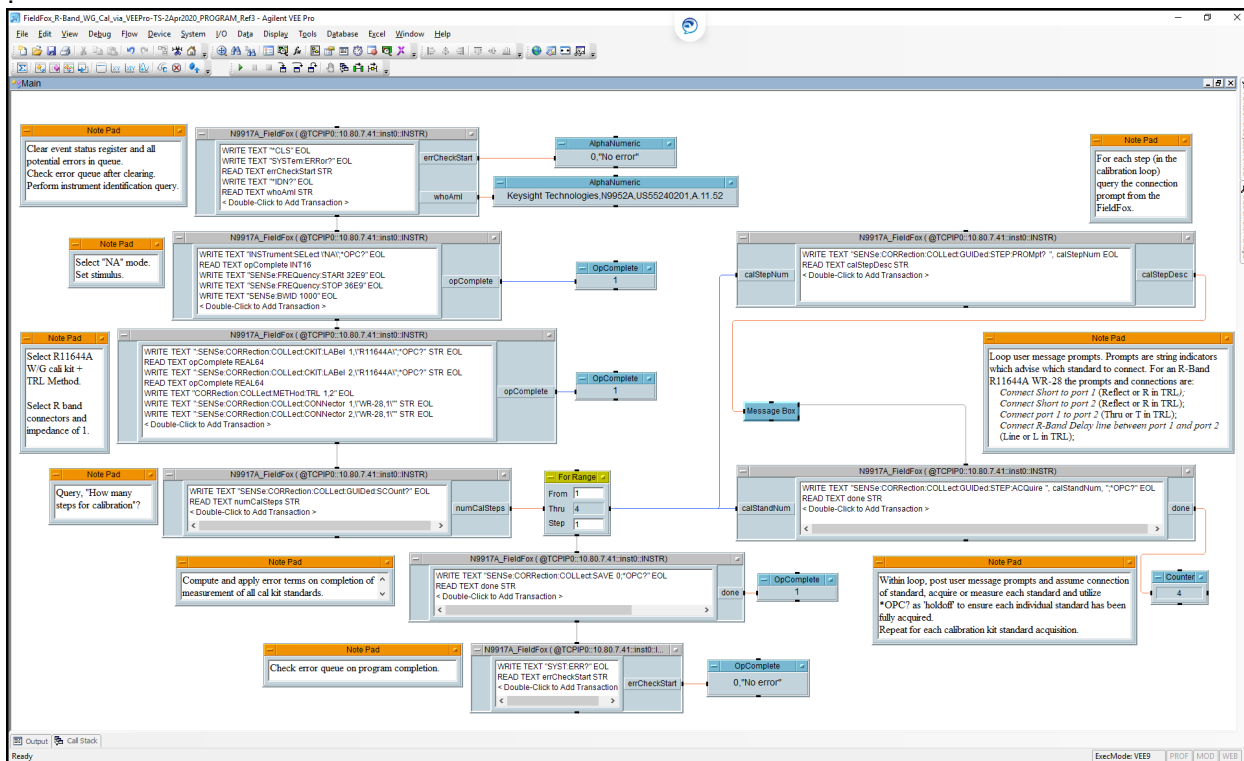 FieldFox_R-Band_WG_Cal_via_VEEPro-TS-2Apr2020_PROGRAM_Ref3 - Agilent VEE Pro
File Edit View Debug Flow Device System I/O Data Display Tools Database Excel Window Help
Main
Note Pad
Clear event status register and all
potential errors in queue.
Check error queue after clearing.
Perform instrument identification query.
N9917A_FieldFox ( @TCPIP0::10.80.7.41::inst0::INSTR)
WRITE TEXT "*CLS" EOL
WRITE TEXT "SYSTem:ERRor?" EOL
READ TEXT errCheckStart STR
WRITE TEXT "*IDN?" EOL
READ TEXT whoAmI STR
< Double-Click to Add Transaction >
errCheckStart
whoAmI
AlphaNumeric
0,"No error"
AlphaNumeric
Keysight Technologies,N9952A,US55240201,A.11.52
Note Pad
For each step (in the
calibration loop)
query the connection
prompt from the
FieldFox.
Note Pad
Select "NA" mode.
Set stimulus.
N9917A_FieldFox ( @TCPIP0::10.80.7.41::inst0::INSTR)
WRITE TEXT "INSTrument:SELect \'NA\';*OPC?" EOL
READ TEXT opComplete INT16
WRITE TEXT "SENSe:FREQuency:STARt 32E9" EOL
WRITE TEXT "SENSe:FREQuency:STOP 36E9" EOL
WRITE TEXT "SENSe:BWID 1000" EOL
< Double-Click to Add Transaction >
opComplete
OpComplete
1
N9917A_FieldFox ( @TCPIP0::10.80.7.41::inst0::INSTR)
calStepNum
WRITE TEXT "SENSe:CORRection:COLLect:GUIDed:STEP:PROMpt? ", calStepNum EOL
READ TEXT calStepDesc STR
< Double-Click to Add Transaction >
calStepDesc
Note Pad
Select R11644A
W/G cali kit +
TRL Method.
Select R band
connectors and
impedance of 1.
N9917A_FieldFox ( @TCPIP0::10.80.7.41::inst0::INSTR)
WRITE TEXT ":SENSe:CORRection:COLLect:CKIT:LABel 1,\"R11644A\";*OPC?" STR EOL
READ TEXT opComplete REAL64
WRITE TEXT ":SENSe:CORRection:COLLect:CKIT:LABel 2,\"R11644A\";*OPC?" STR EOL
READ TEXT opComplete REAL64
WRITE TEXT "CORRection:COLLect:METHod:TRL 1,2" EOL
WRITE TEXT ":SENSe:CORRection:COLLect:CONNector 1,\"WR-28,1\"" STR EOL
WRITE TEXT ":SENSe:CORRection:COLLect:CONNector 2,\"WR-28,1\"" STR EOL
< Double-Click to Add Transaction >
opComplete
OpComplete
1
Message Box
Note Pad
Loop user message prompts. Prompts are string indicators
which advise which standard to connect. For an R-Band
R11644A WR-28 the prompts and connections are:
Connect Short to port 1 (Reflect or R in TRL);
Connect Short to port 2 (Reflect or R in TRL);
Connect port 1 to port 2 (Thru or T in TRL);
Connect R-Band Delay line between port 1 and port 2
(Line or L in TRL);
Note Pad
Query, "How many
steps for calibration"?
N9917A_FieldFox ( @TCPIP0::10.80.7.41::inst0::INSTR)
WRITE TEXT "SENSe:CORRection:COLLect:GUIDed:SCOunt?" EOL
READ TEXT numCalSteps STR
< Double-Click to Add Transaction >
numCalSteps
For Range
From 1
Thru 4
Step 1
N9917A_FieldFox ( @TCPIP0::10.80.7.41::inst0::INSTR)
calStandNum
WRITE TEXT "SENSe:CORRection:COLLect:GUIDed:STEP:ACQuire ", calStandNum, ";*OPC?" EOL
READ TEXT done STR
< Double-Click to Add Transaction >
done
Note Pad
Compute and apply error terms on completion of
measurement of all cal kit standards.
N9917A_FieldFox ( @TCPIP0::10.80.7.41::inst0::INSTR)
WRITE TEXT "SENSe:CORRection:COLLect:SAVE 0;*OPC?" EOL
READ TEXT done STR
< Double-Click to Add Transaction >
done
OpComplete
1
Note Pad
Within loop, post user message prompts and assume connection
of standard, acquire or measure each standard and utilize
*OPC? as 'holdoff' to ensure each individual standard has been
fully acquired.
Repeat for each calibration kit standard acquisition.
Counter
4
Note Pad
Check error queue on program completion.
N9917A_FieldFox ( @TCPIP0::10.80.7.41::inst0::I...
WRITE TEXT "SYST:ERR?" EOL
READ TEXT errCheckStart STR
< Double-Click to Add Transaction
errCheckStart
OpComplete
0,"No error"
Output Call Stack
Ready
ExecMode: VEE9 PROF MOD WEB